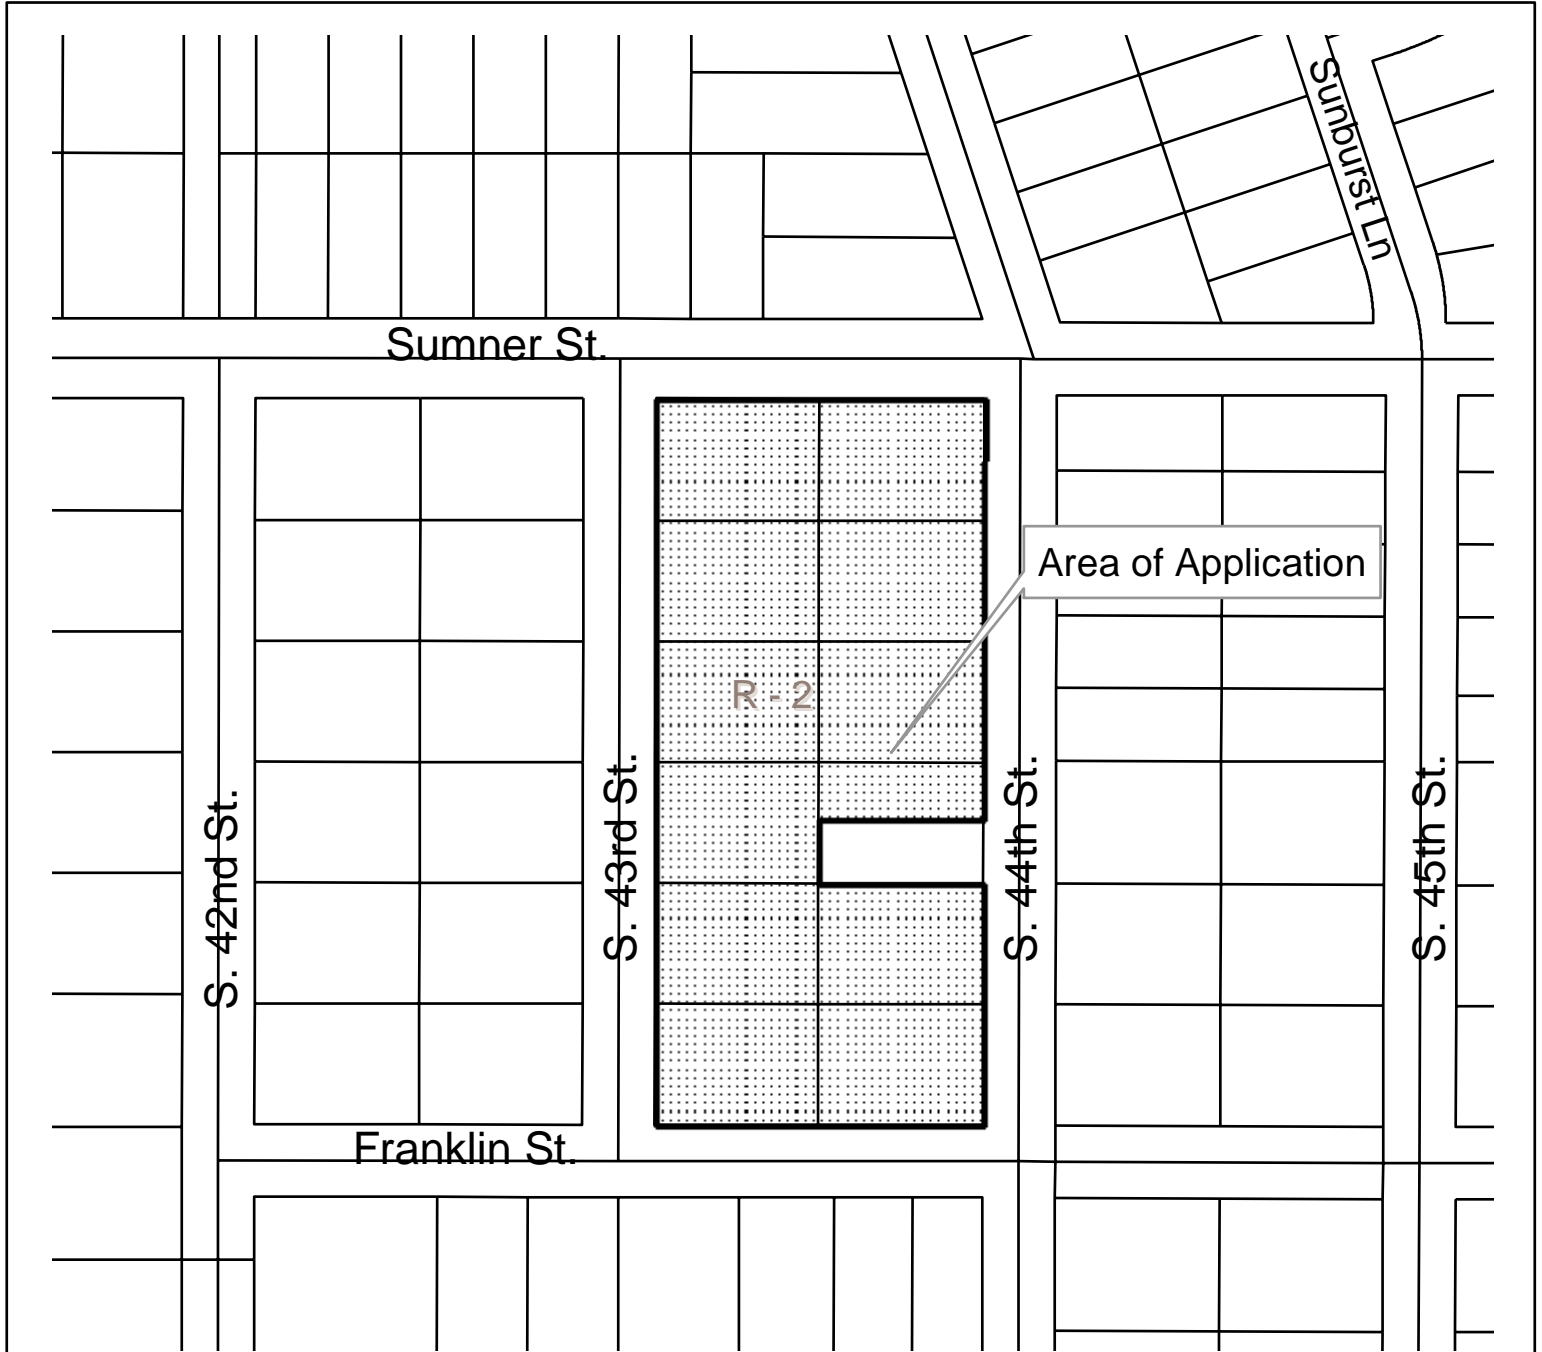 Sunburst Ln
Sumner St.
Area of Application
R - 2
S. 42nd St.
S. 43rd St.
S. 44th St.
S. 45th St.
Franklin St.